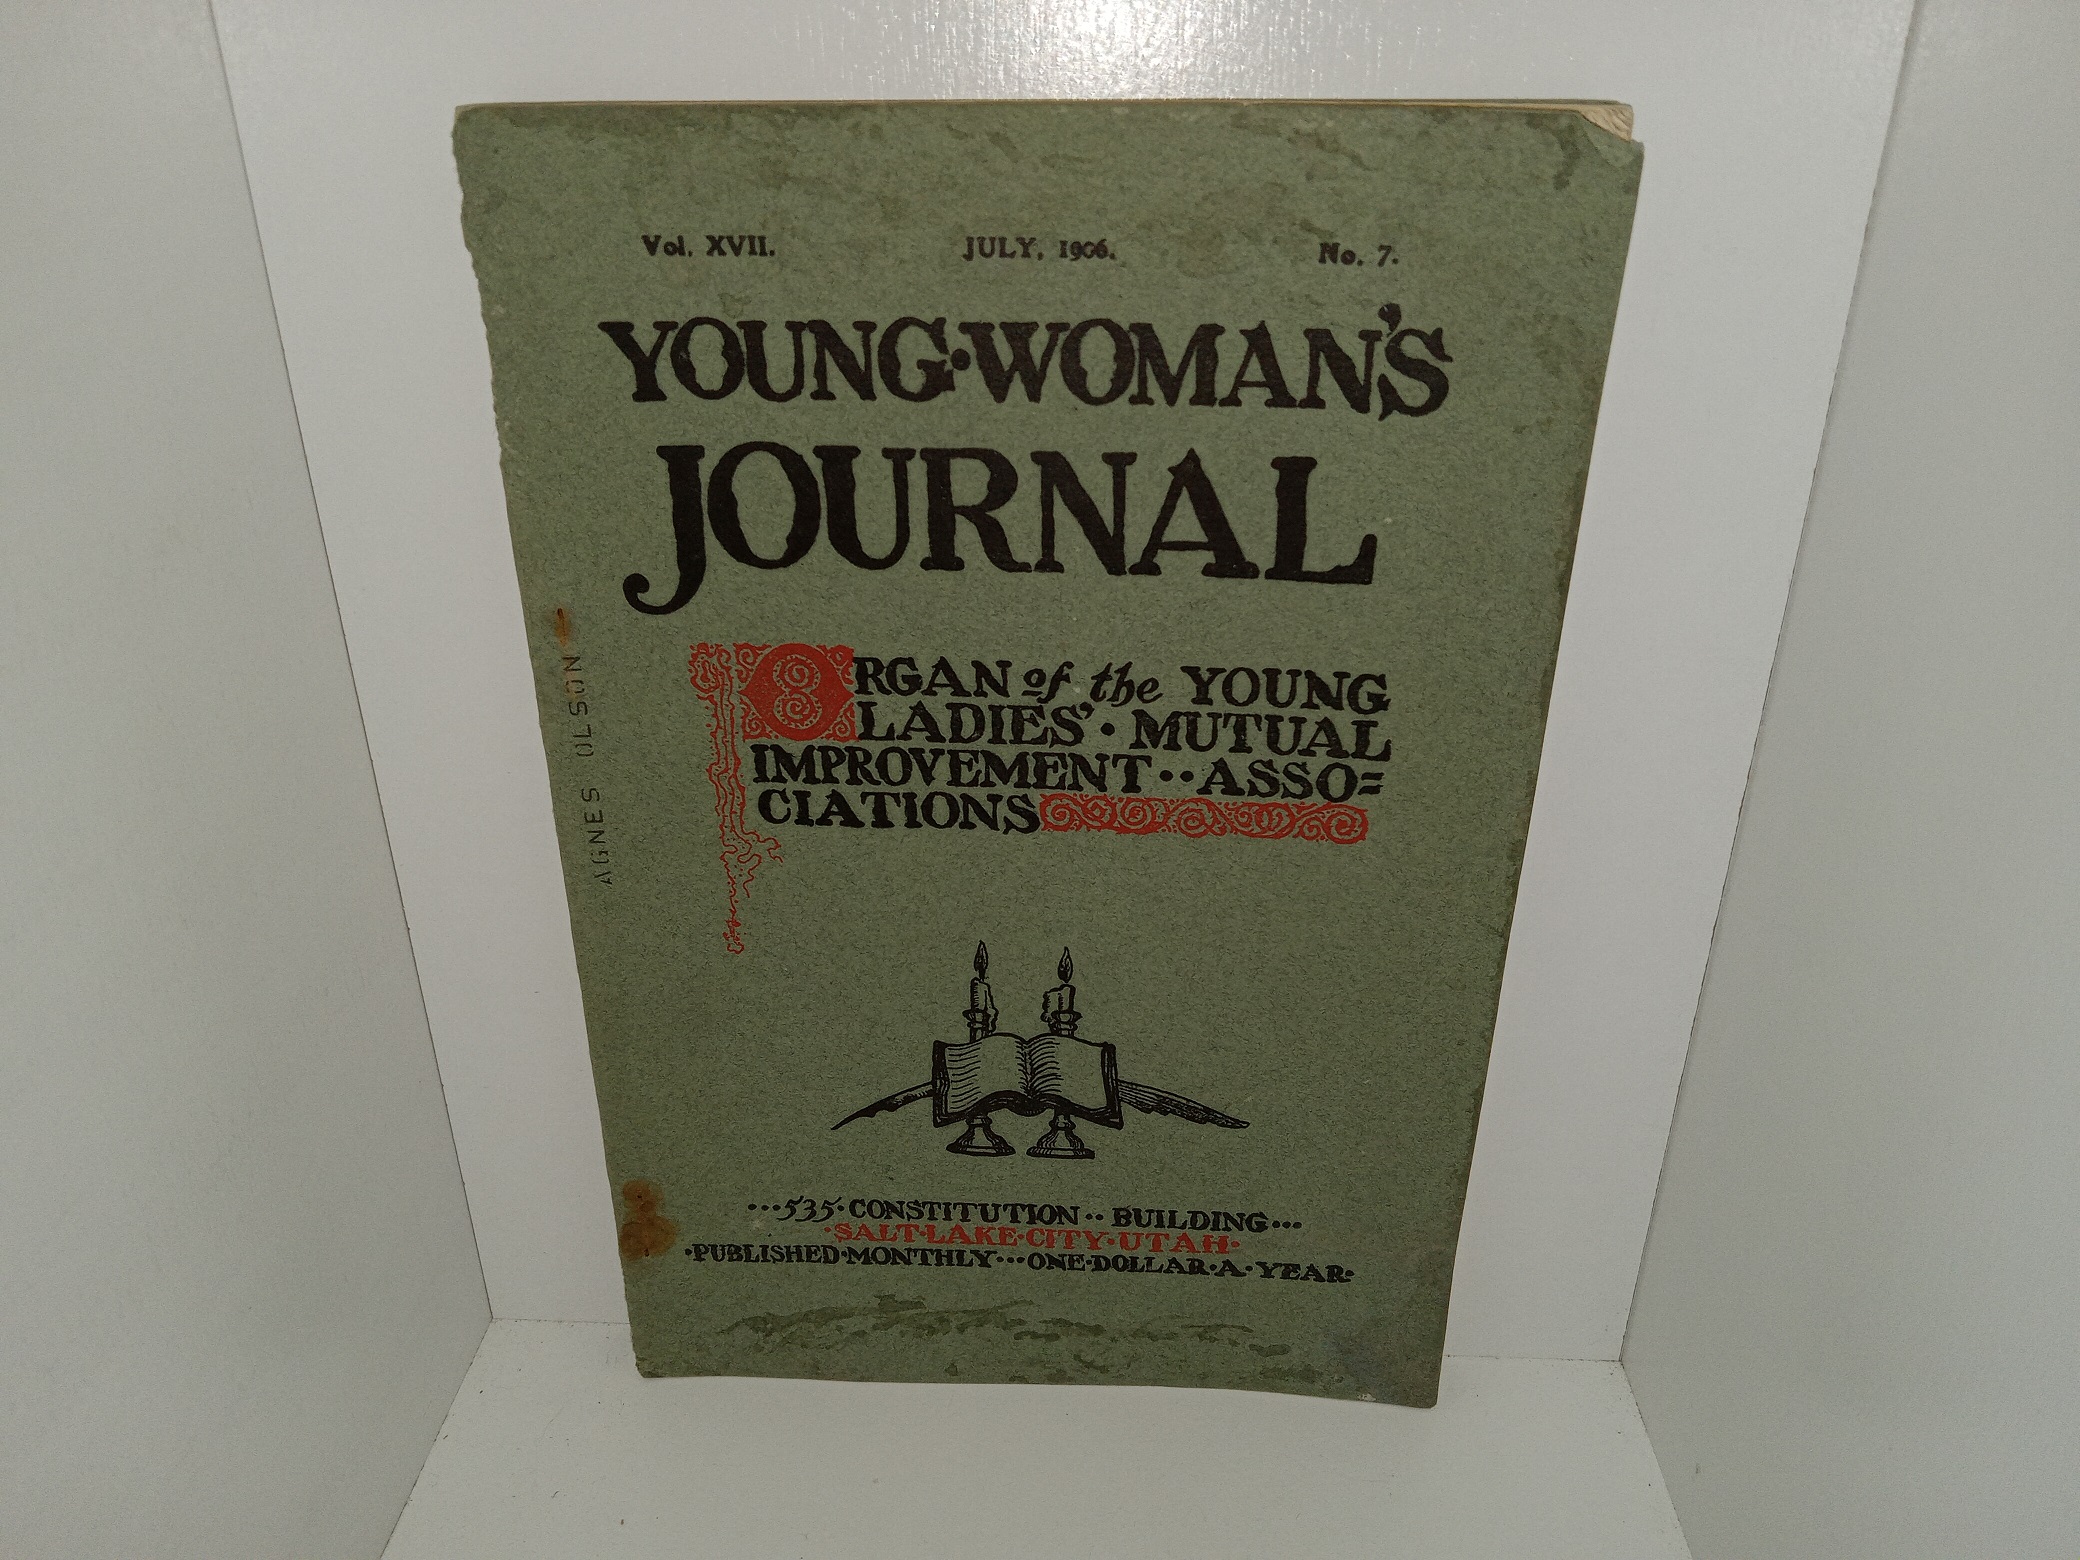 Vol. XVII. JULY, 1906. No. 7.
YOUNG·WOMAN'S
JOURNAL
ORGAN of the YOUNG
LADIES'·MUTUAL
IMPROVEMENT··ASSO=
CIATIONS
AGNES OLSON
···535·CONSTITUTION··BUILDING···
·SALT·LAKE·CITY·UTAH·
·PUBLISHED·MONTHLY···ONE·DOLLAR·A·YEAR·